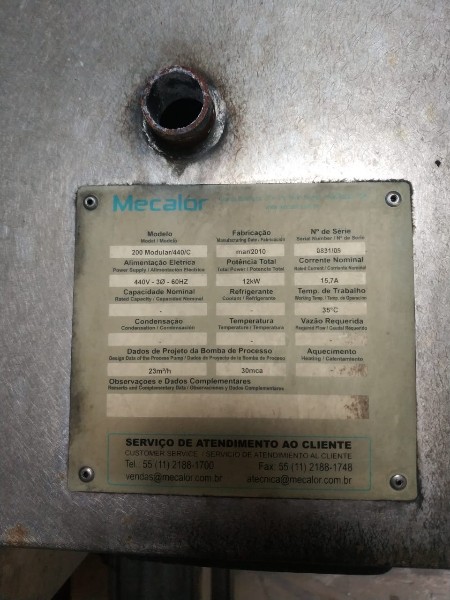 Mecalor
Modelo Fabricação Nº de Série
Model / Modelo Manufacturing Date / Fabricación Serial Number / Nº de Serie
200 Modular/440/C mar/2010 0831/05
Alimentação Elétrica Potência Total Corrente Nominal
Power Supply / Alimentación Electrica Total Power / Potencia Total Rated Current / Corriente Nominal
440V - 3Ø - 60HZ 12kW 15,7A
Capacidade Nominal Refrigerante Temp. de Trabalho
Rated Capacity / Capacidad Nominal Coolant / Refrigerante Working Temp. / Temp. de Operación
- - 35°C
Condensação Temperatura Vazão Requerida
Condensation / Condensación Temperature / Temperatura Required Flow / Caudal Requerido
- - -
Dados de Projeto da Bomba de Processo Aquecimento
Design Data of the Process Pump / Datos de Proyecto de la Bomba de Proceso Heating / Calentamiento
23m³/h 30mca -
Observações e Dados Complementares
Remarks and Complementary Data / Observaciones y Datos Complementares
SERVIÇO DE ATENDIMENTO AO CLIENTE
CUSTOMER SERVICE / SERVICIO DE ATENCIÓN AL CLIENTE
Tel.: 55 (11) 2188-1700 Fax: 55 (11) 2188-1748
vendas@mecalor.com.br atecnica@mecalor.com.br